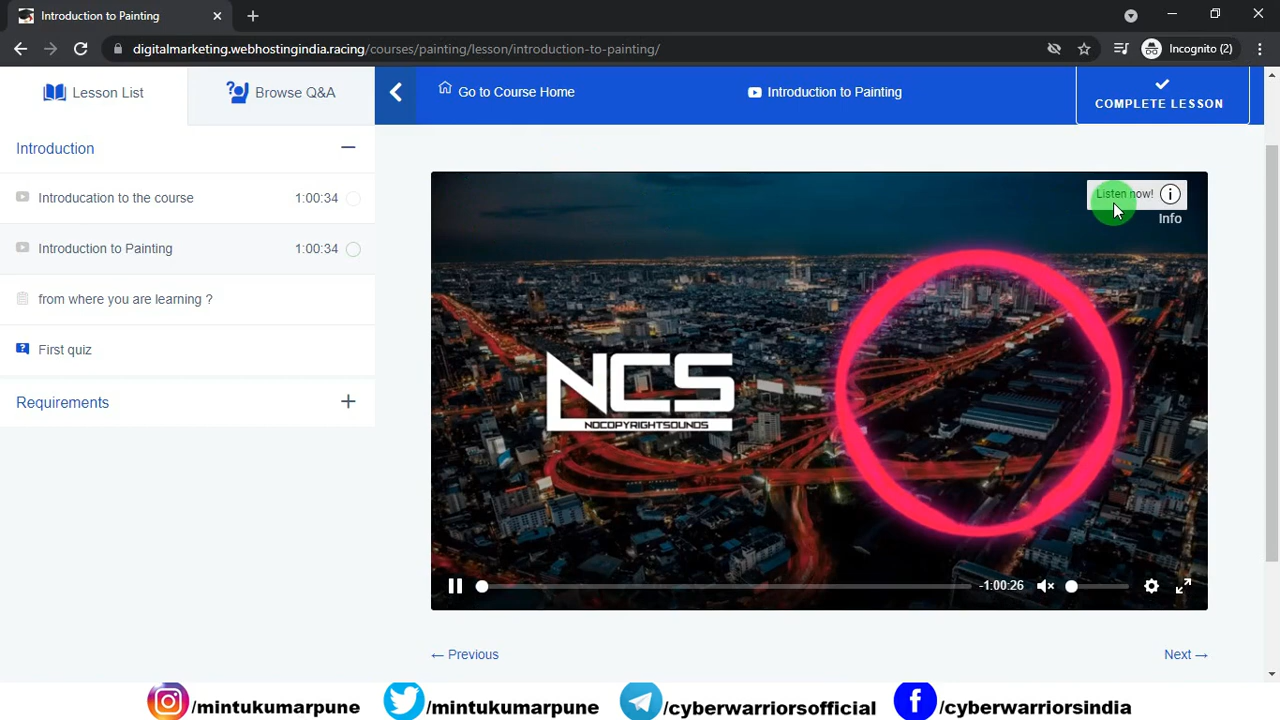 Introduction to Painting
digitalmarketing.webhostingindia.racing/courses/painting/lesson/introduction-to-painting/
Incognito (2)
Lesson List
Browse Q&A
Go to Course Home
Introduction to Painting
COMPLETE LESSON
Introduction
Introducation to the course 1:00:34
Introduction to Painting 1:00:34
from where you are learning ?
First quiz
Requirements
Listen now!
Info
NCS
NOCOPYRIGHTSOUNDS
-1:00:26
← Previous
Next →
/mintukumarpune
/mintukumarpune
/cyberwarriorsofficial
/cyberwarriorsindia